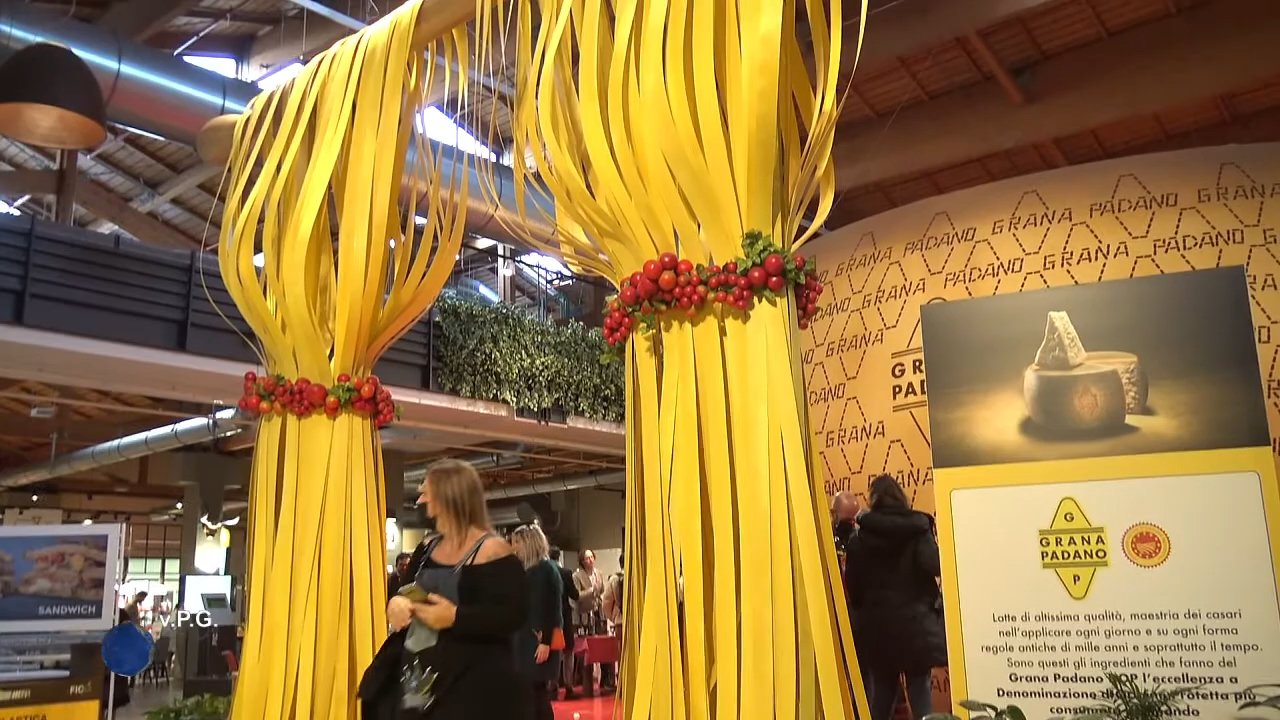 GRANA PADANO GRANA
GRANA PADANO GRANA PADANO
GRANA PADANO
G
GRANA
PADANO
P
Latte di altissima qualità, maestria dei casari
nell'applicare ogni giorno e su ogni forma
regole antiche di mille anni e soprattutto il tempo.
Sono questi gli ingredienti che fanno del
Grana Padano DOP l'eccellenza a
Denominazione di
più
SANDWICH
v.P.G.